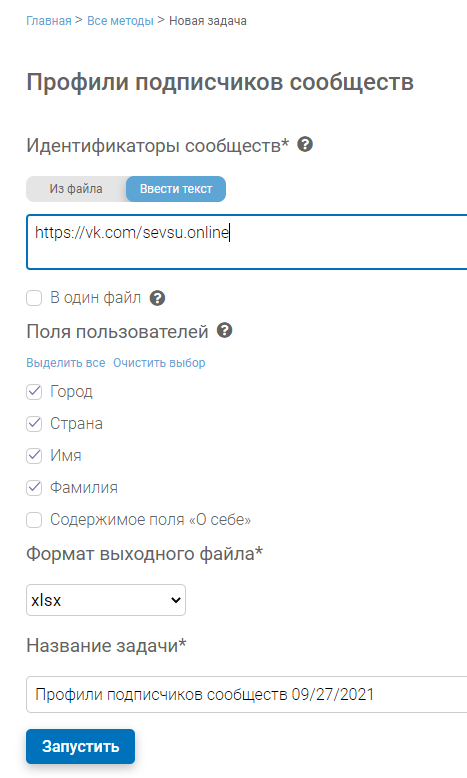 Главная > Все методы > Новая задача
Профили подписчиков сообществ
Идентификаторы сообществ* ?
Из файла Ввести текст
https://vk.com/sevsu.online
В один файл ?
Поля пользователей ?
Выделить все Очистить выбор
Город
Страна
Имя
Фамилия
Содержимое поля «О себе»
Формат выходного файла*
xlsx
Название задачи*
Профили подписчиков сообществ 09/27/2021
Запустить